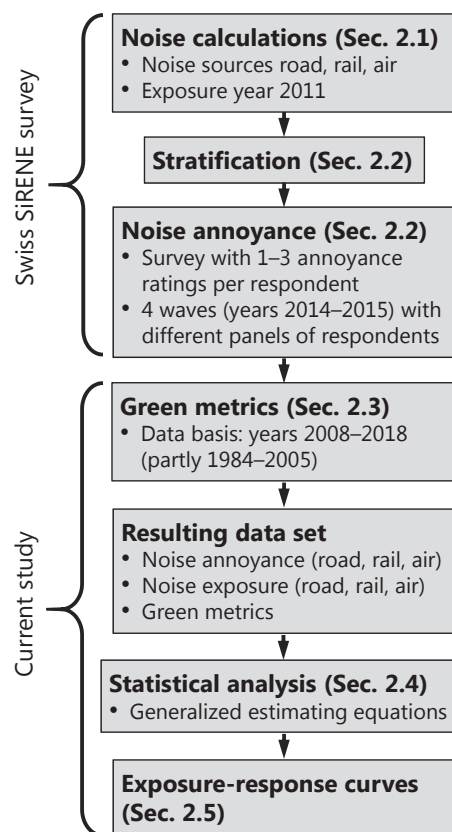 Swiss SiRENE survey
Noise calculations (Sec. 2.1)
• Noise sources road, rail, air
• Exposure year 2011
Stratification (Sec. 2.2)
Noise annoyance (Sec. 2.2)
• Survey with 1–3 annoyance
ratings per respondent
• 4 waves (years 2014–2015) with
different panels of respondents
Current study
Green metrics (Sec. 2.3)
• Data basis: years 2008–2018
(partly 1984–2005)
Resulting data set
• Noise annoyance (road, rail, air)
• Noise exposure (road, rail, air)
• Green metrics
Statistical analysis (Sec. 2.4)
• Generalized estimating equations
Exposure-response curves
(Sec. 2.5)